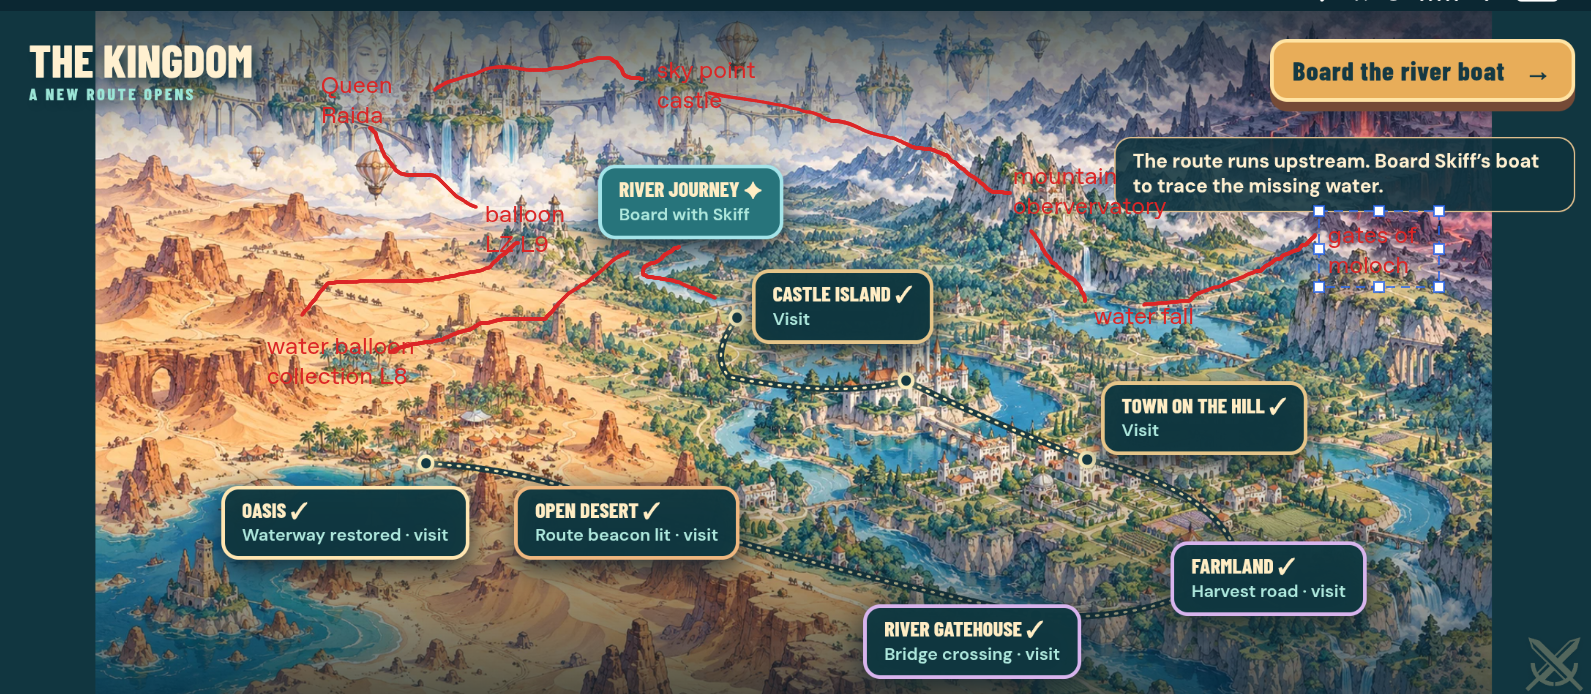 THE KINGDOM
A NEW ROUTE OPENS
Board the river boat →
The route runs upstream. Board Skiff's boat
to trace the missing water.
Queen
Raida
sky point
castle
mountain
obervervatory
balloon
L7-L9
gates of
moloch
water fall
water balloon
collection L8
RIVER JOURNEY ✦
Board with Skiff
CASTLE ISLAND ✓
Visit
TOWN ON THE HILL ✓
Visit
OASIS ✓
Waterway restored · visit
OPEN DESERT ✓
Route beacon lit · visit
FARMLAND ✓
Harvest road · visit
RIVER GATEHOUSE ✓
Bridge crossing · visit